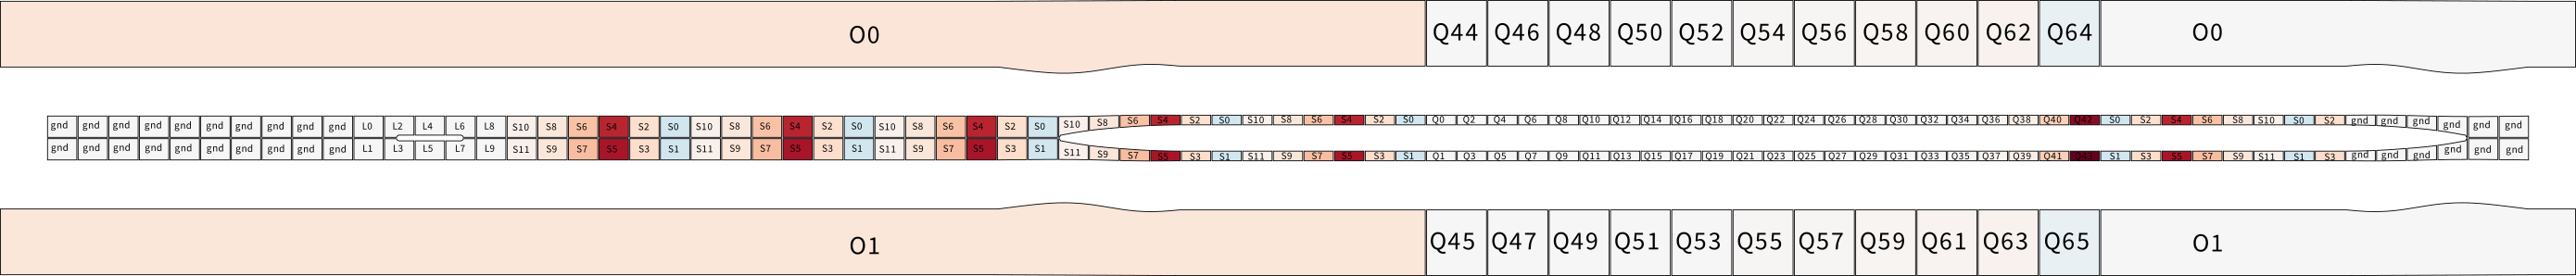 O0 Q44 Q46 Q48 Q50 Q52 Q54 Q56 Q58 Q60 Q62 Q64 O0
gnd gnd gnd gnd gnd gnd gnd gnd gnd gnd L0 L2 L4 L6 L8 S10 S8 S6 S4 S2 S0 S10 S8 S6 S4 S2 S0 S10 S8 S6 S4 S2 S0 S10 S8 S6 S4 S2 S0 S10 S8 S6 S4 S2 S0 Q0 Q2 Q4 Q6 Q8 Q10 Q12 Q14 Q16 Q18 Q20 Q22 Q24 Q26 Q28 Q30 Q32 Q34 Q36 Q38 Q40 Q42 S0 S2 S4 S6 S8 S10 S0 S2 gnd gnd gnd gnd gnd gnd
gnd gnd gnd gnd gnd gnd gnd gnd gnd gnd L1 L3 L5 L7 L9 S11 S9 S7 S5 S3 S1 S11 S9 S7 S5 S3 S1 S11 S9 S7 S5 S3 S1 S11 S9 S7 S5 S3 S1 S11 S9 S7 S5 S3 S1 Q1 Q3 Q5 Q7 Q9 Q11 Q13 Q15 Q17 Q19 Q21 Q23 Q25 Q27 Q29 Q31 Q33 Q35 Q37 Q39 Q41 Q43 S1 S3 S5 S7 S9 S11 S1 S3 gnd gnd gnd gnd gnd gnd
O1 Q45 Q47 Q49 Q51 Q53 Q55 Q57 Q59 Q61 Q63 Q65 O1